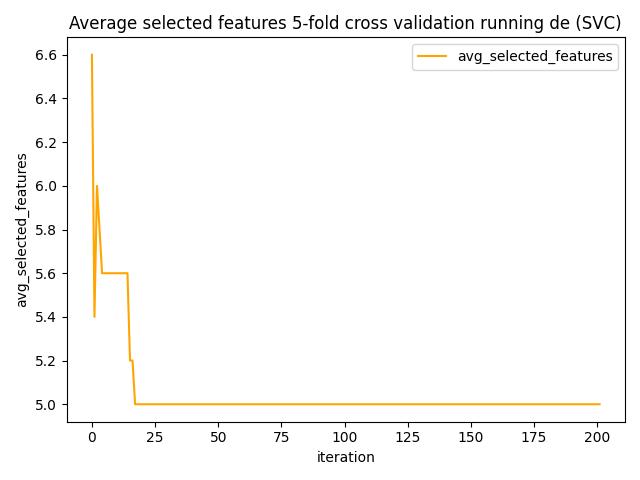 Average selected features 5-fold cross validation running de (SVC)
avg_selected_features
6.6
6.4
6.2
6.0
5.8
5.6
5.4
5.2
5.0
avg_selected_features
0 25 50 75 100 125 150 175 200
iteration